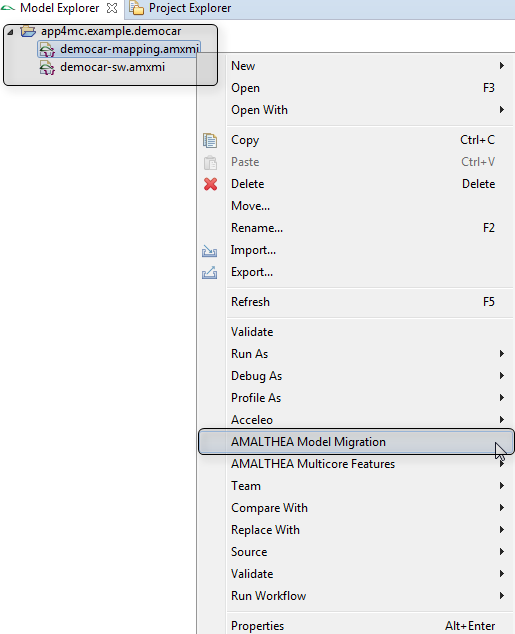 Model Explorer
Project Explorer
app4mc.example.democar
democar-mapping.amxmi
democar-sw.amxmi
New
Open F3
Open With
Copy Ctrl+C
Paste Ctrl+V
Delete Delete
Move...
Rename... F2
Import...
Export...
Refresh F5
Validate
Run As
Debug As
Profile As
Acceleo
AMALTHEA Model Migration
AMALTHEA Multicore Features
Team
Compare With
Replace With
Source
Validate
Run Workflow
Properties Alt+Enter